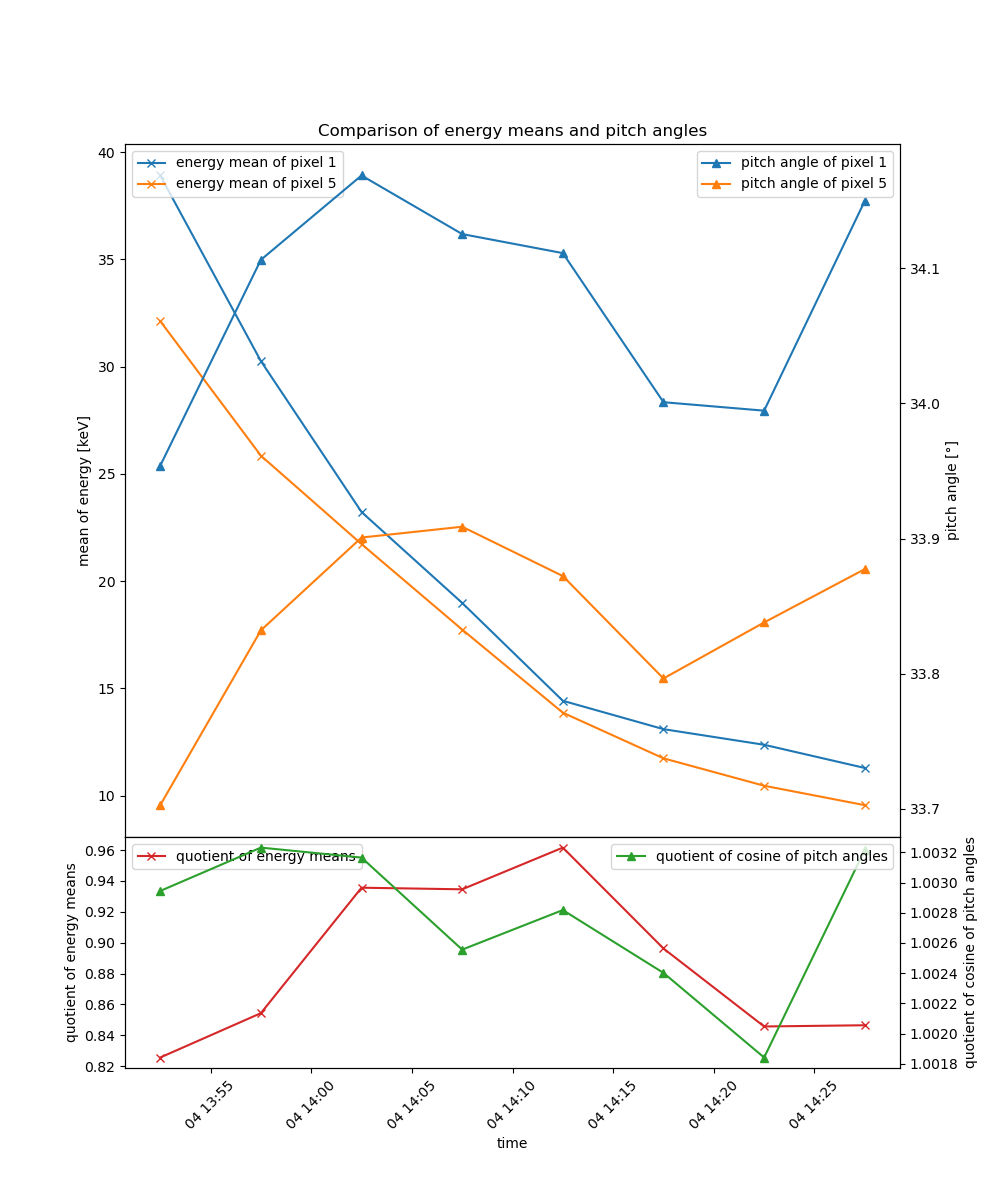 Comparison of energy means and pitch angles
energy mean of pixel 1
energy mean of pixel 5
pitch angle of pixel 1
pitch angle of pixel 5
40
35
30
25
20
15
10
mean of energy [keV]
34.1
34.0
33.9
33.8
33.7
pitch angle [°]
quotient of energy means
quotient of cosine of pitch angles
0.96
0.94
0.92
0.90
0.88
0.86
0.84
0.82
quotient of energy means
1.0032
1.0030
1.0028
1.0026
1.0024
1.0022
1.0020
1.0018
quotient of cosine of pitch angles
04 13:55
04 14:00
04 14:05
04 14:10
04 14:15
04 14:20
04 14:25
time